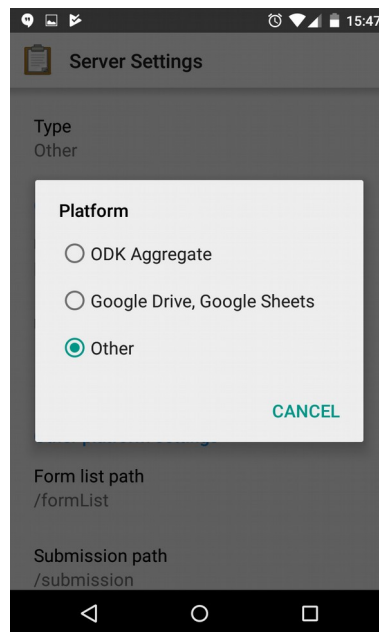 15:47
Server Settings
Type
Other
Platform
ODK Aggregate
Google Drive, Google Sheets
Other
CANCEL
Form list path
/formList
Submission path
/submission